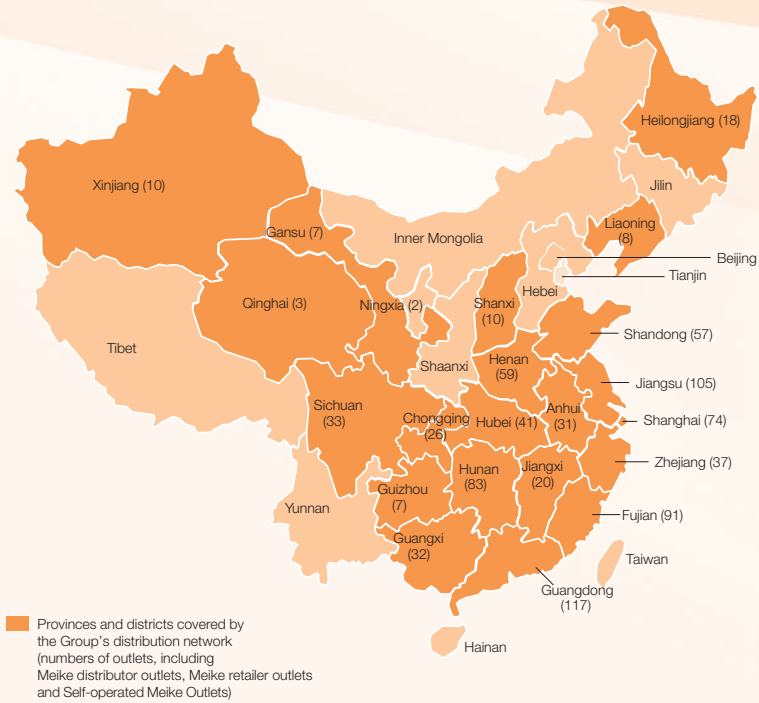 Heilongjiang (18)
Xinjiang (10)
Jilin
Liaoning
(8)
Gansu (7)
Inner Mongolia
Beijing
Tianjin
Hebei
Qinghai (3)
Ningxia (2)
Shanxi
(10)
Shandong (57)
Tibet
Shaanxi
Henan
(59)
Jiangsu (105)
Sichuan
(33)
Chongqing
(26)
Hubei (41)
Anhui
(31)
Shanghai (74)
Zhejiang (37)
Hunan
(83)
Jiangxi
(20)
Guizhou
(7)
Yunnan
Fujian (91)
Guangxi
(32)
Taiwan
Guangdong
(117)
Hainan
Provinces and districts covered by
the Group's distribution network
(numbers of outlets, including
Meike distributor outlets, Meike retailer outlets
and Self-operated Meike Outlets)